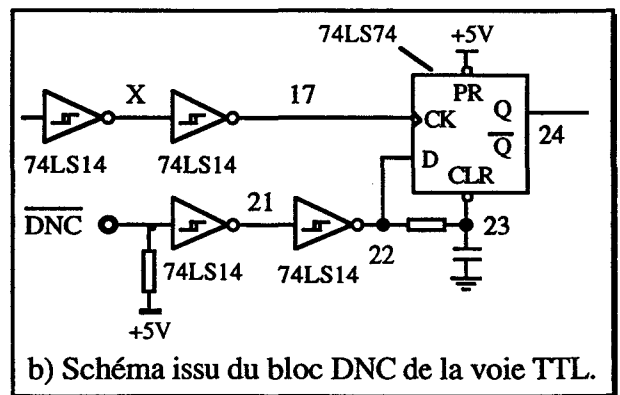 74LS74
+5V
X
17
PR
Q
CK
Q
24
74LS14
74LS14
D
CLR
DNC
21
22
23
74LS14
74LS14
+5V
b) Schéma issu du bloc DNC de la voie TTL.